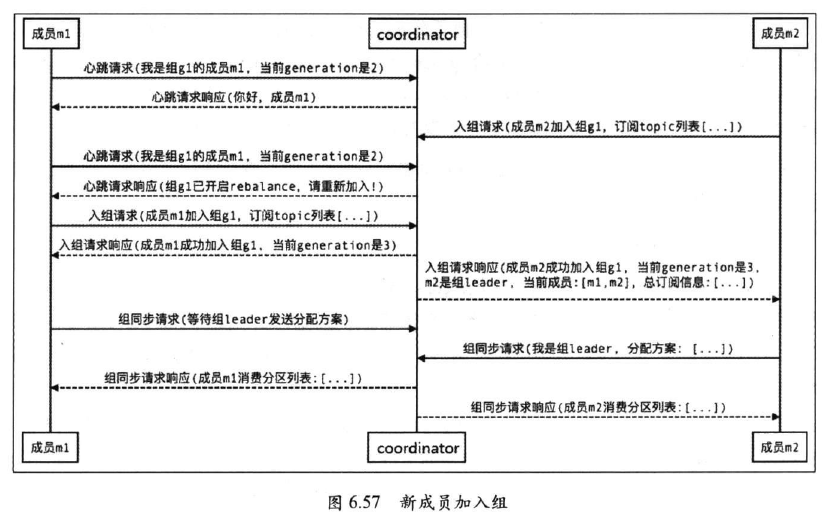 成员m1
coordinator
成员m2
心跳请求(我是组g1的成员m1, 当前generation是2)
心跳请求响应(你好, 成员m1)
入组请求(成员m2加入组g1, 订阅topic列表[...])
心跳请求(我是组g1的成员m1, 当前generation是2)
心跳请求响应(组g1已开启rebalance, 请重新加入!)
入组请求(成员m1加入组g1, 订阅topic列表[...])
入组请求响应(成员m1成功加入组g1, 当前generation是3)
入组请求响应(成员m2成功加入组g1, 当前generation是3,
m2是组leader, 当前成员:[m1,m2], 总订阅信息:[...])
组同步请求(等待组leader发送分配方案)
组同步请求(我是组leader, 分配方案: [...])
组同步请求响应(成员m1消费分区列表:[...])
组同步请求响应(成员m2消费分区列表:[...])
成员m1
coordinator
成员m2
图 6.57 新成员加入组